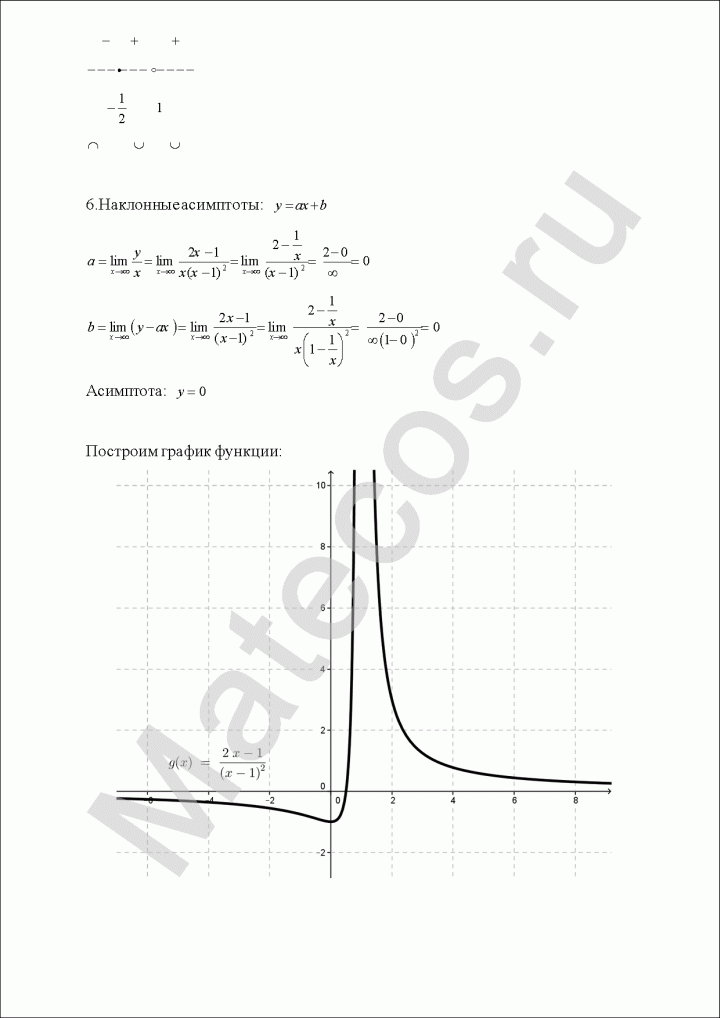 − + +
−−−•−−−○−−−−
−1/2 1
∩ ∪ ∪
6.Наклонные асимптоты: y = ax + b
a = lim x→∞ y/x = lim x→∞ (2x − 1)/(x(x − 1)²) = lim x→∞ (2 − 1/x)/((x − 1)²) = (2 − 0)/∞ = 0
b = lim x→∞ (y − ax) = lim x→∞ (2x − 1)/((x − 1)²) = lim x→∞ (2 − 1/x)/(x(1 − 1/x)²) = (2 − 0)/(∞(1 − 0)²) = 0
Асимптота: y = 0
Построим график функции:
10
8
6
4
2
g(x) = (2x − 1)/((x − 1)²)
0
−6 −4 −2 0 2 4 6 8
−2
Matecos.ru